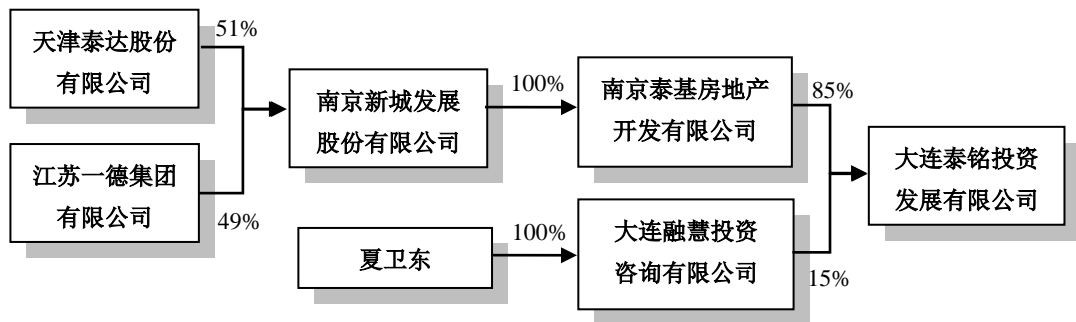 天津泰达股份
有限公司
51%
江苏一德集团
有限公司
49%
南京新城发展
股份有限公司
100%
南京泰基房地产
开发有限公司
85%
夏卫东
100%
大连融慧投资
咨询有限公司
15%
大连泰铭投资
发展有限公司